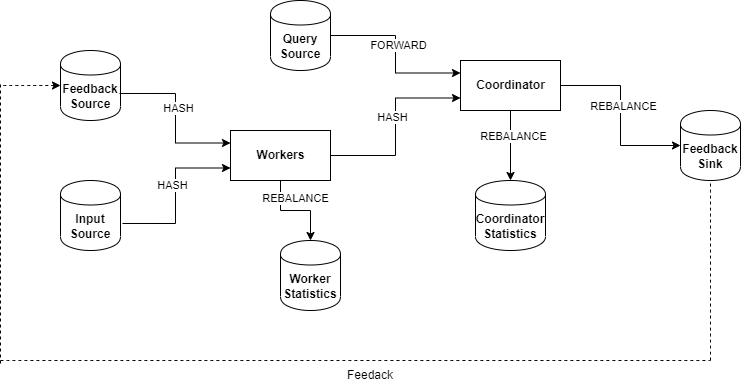 Query
Source
FORWARD
Coordinator
Feedback
Source
HASH
REBALANCE
HASH
REBALANCE
Feedback
Sink
Workers
HASH
REBALANCE
Input
Source
Coordinator
Statistics
Worker
Statistics
Feedack